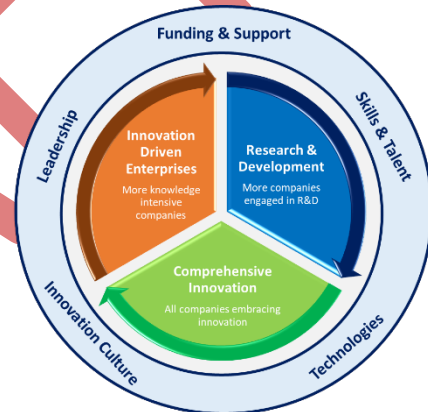 Funding & Support
Leadership
Skills & Talent
Innovation
Driven
Enterprises
More knowledge
intensive
companies
Research &
Development
More companies
engaged in R&D
Comprehensive
Innovation
All companies embracing
innovation
Innovation Culture
Technologies